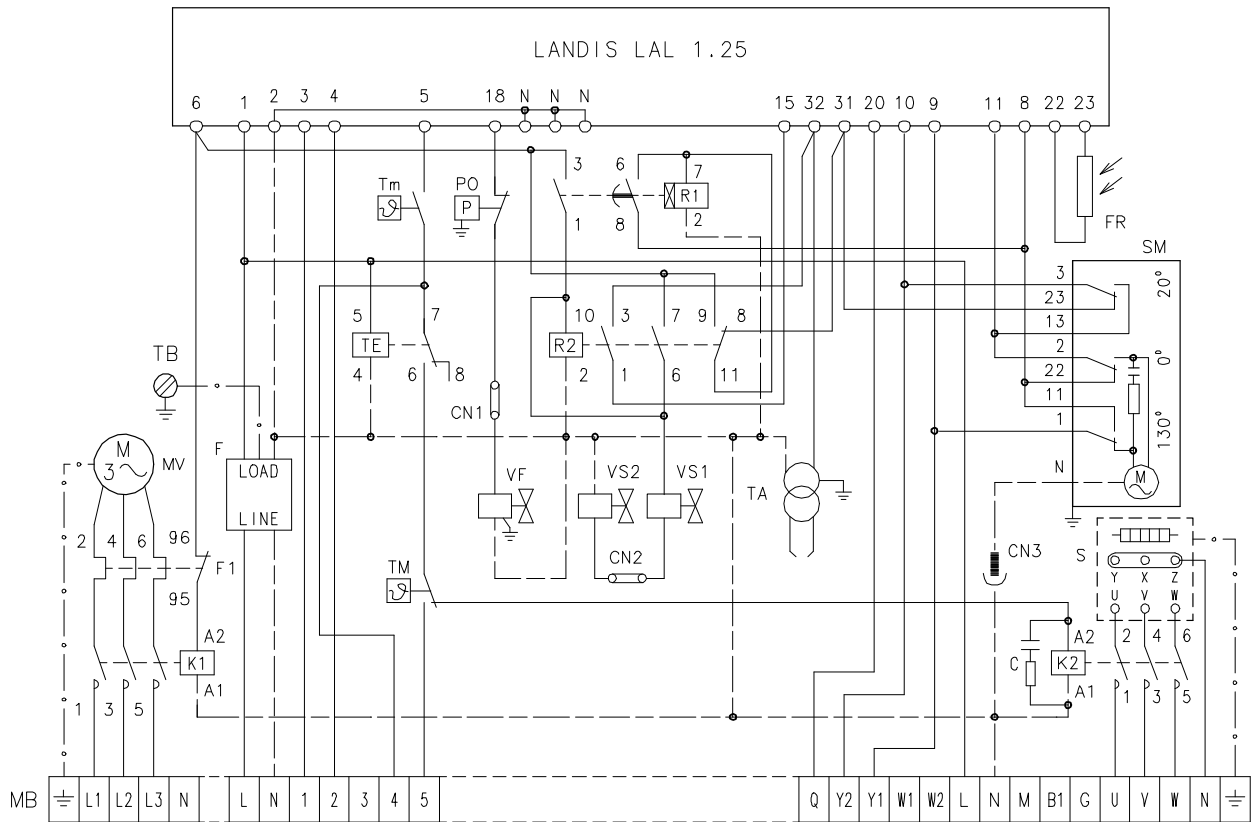 LANDIS LAL 1.25
6 1 2 3 4 5 18 N N N 15 32 31 20 10 9 11 8 22 23
3 6 7
Tm PO P R1
1 8 2 FR
SM
3 20°
23
5 7 10 3 7 9 8 13
TE R2 2 0°
TB 4 6 8 2 1 6 11 22
CN1 11 130°
1
M 3 MV F LOAD N M
VF VS2 VS1 TA
LINE
2 4 6 96 CN2 CN3 S
F1 TM Y X Z
95 U V W
A2 A2 2 4 6
K1 C K2
A1 A1
1 3 5 1 3 5
MB L1 L2 L3 N L N 1 2 3 4 5 Q Y2 Y1 W1 W2 L N M B1 G U V W N